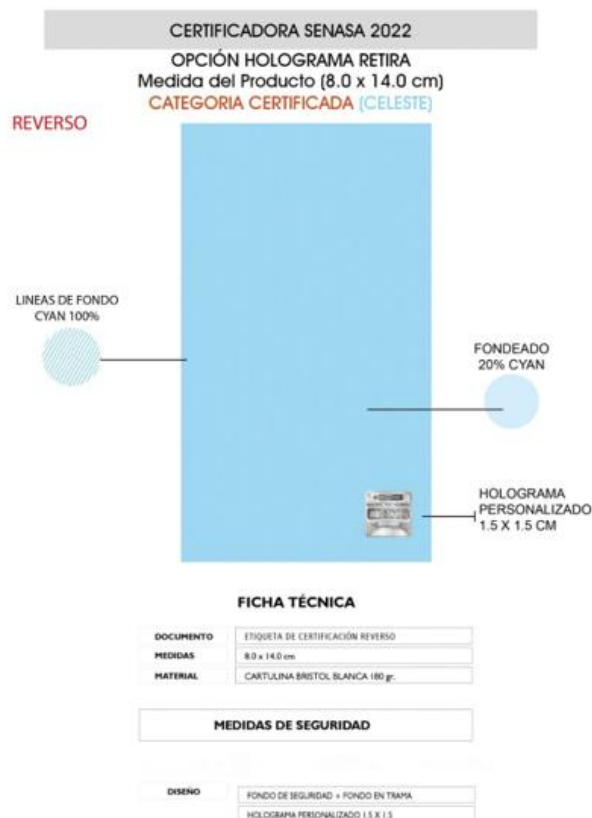 CERTIFICADORA SENASA 2022
OPCIÓN HOLOGRAMA RETIRA
Medida del Producto (8.0 x 14.0 cm)
CATEGORIA CERTIFICADA (CELESTE)
REVERSO
LINEAS DE FONDO
CYAN 100%
FONDEADO
20% CYAN
HOLOGRAMA
PERSONALIZADO
1.5 X 1.5 CM
FICHA TÉCNICA
DOCUMENTO ETIQUETA DE CERTIFICACIÓN REVERSO
MEDIDAS 8.0 x 14.0 cm
MATERIAL CARTULINA BRISTOL BLANCA 180 gr.
MEDIDAS DE SEGURIDAD
DISEÑO FONDO DE SEGURIDAD + FONDO EN TRAMA
HOLOGRAMA PERSONALIZADO 1.5 X 1.5